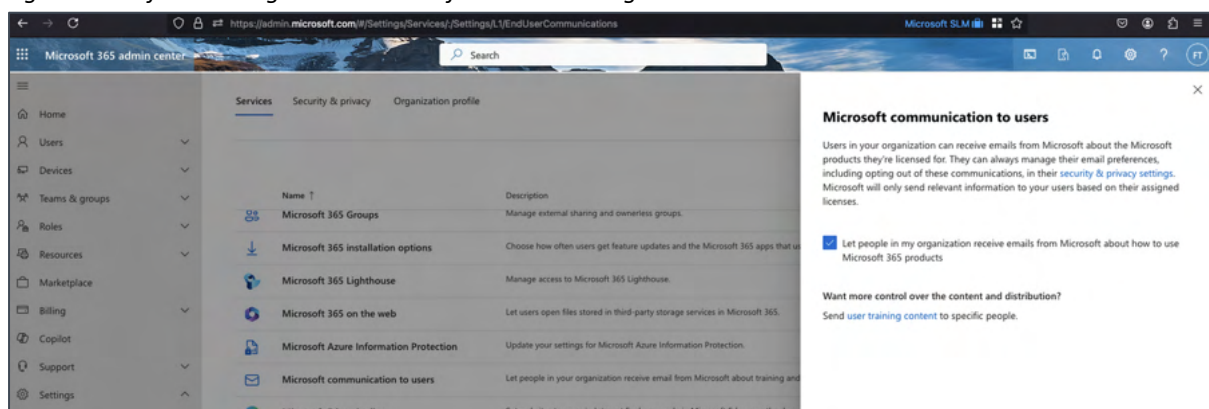 https://admin.microsoft.com/#/Settings/Services/:/Settings/L1/EndUserCommunications
Microsoft SLM
Microsoft 365 admin center
Search
FT
Services
Security & privacy
Organization profile
Home
Users
Devices
Teams & groups
Roles
Resources
Marketplace
Billing
Copilot
Support
Settings
Name ↑
Description
Microsoft 365 Groups
Manage external sharing and ownerless groups.
Microsoft 365 installation options
Choose how often users get feature updates and the Microsoft 365 apps that us
Microsoft 365 Lighthouse
Manage access to Microsoft 365 Lighthouse.
Microsoft 365 on the web
Let users open files stored in third-party storage services in Microsoft 365.
Microsoft Azure Information Protection
Update your settings for Microsoft Azure Information Protection.
Microsoft communication to users
Let people in your organization receive email from Microsoft about training and
Microsoft communication to users
Users in your organization can receive emails from Microsoft about the Microsoft
products they're licensed for. They can always manage their email preferences,
including opting out of these communications, in their security & privacy settings.
Microsoft will only send relevant information to your users based on their assigned
licenses.
Let people in my organization receive emails from Microsoft about how to use
Microsoft 365 products
Want more control over the content and distribution?
Send user training content to specific people.